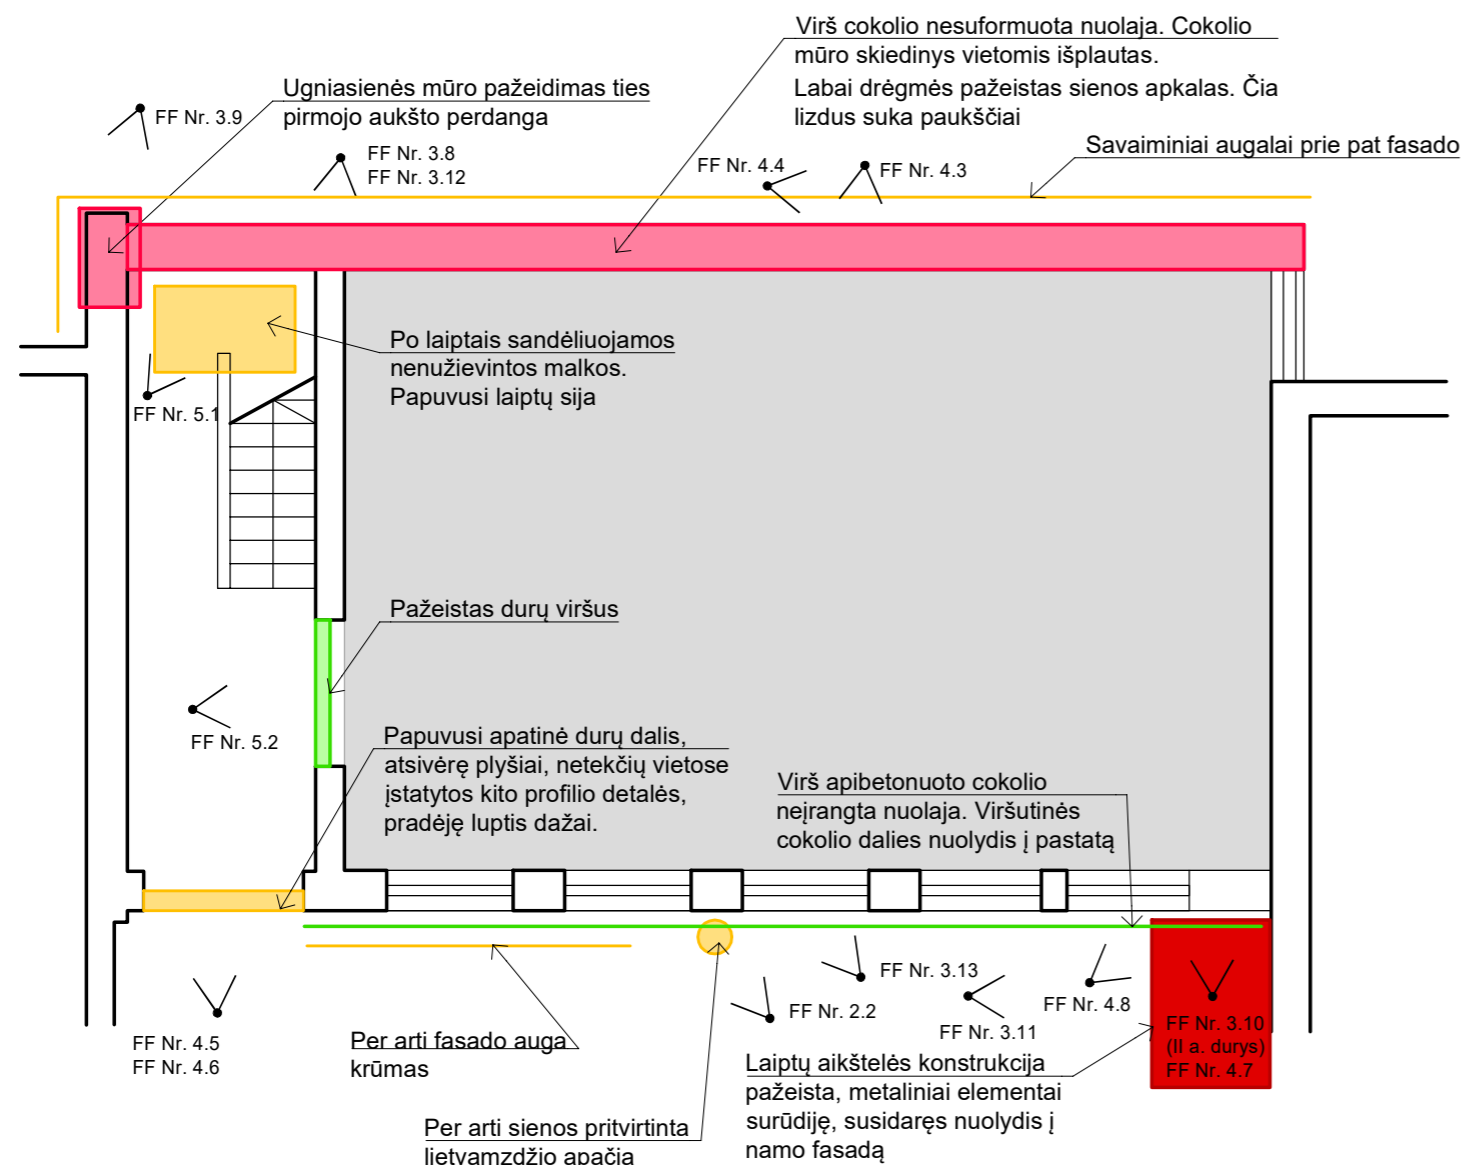 Virš cokolio nesuformuota nuolaja. Cokolio
mūro skiedinys vietomis išplautas.
Labai drėgmės pažeistas sienos apkalas. Čia
lizdus suka paukščiai
Ugniasienės mūro pažeidimas ties
pirmojo aukšto perdanga
FF Nr. 3.9
Savaiminiai augalai prie pat fasado
FF Nr. 3.8
FF Nr. 3.12
FF Nr. 4.4
FF Nr. 4.3
Po laiptais sandėliuojamos
nenužievintos malkos.
Papuvusi laiptų sija
FF Nr. 5.1
Pažeistas durų viršus
FF Nr. 5.2
Papuvusi apatinė durų dalis,
atsivėrę plyšiai, netekčių vietose
įstatytos kito profilio detalės,
pradėję luptis dažai.
Virš apibetonuoto cokolio
neįrangta nuolaja. Viršutinės
cokolio dalies nuolydis į pastatą
FF Nr. 3.13
FF Nr. 2.2
FF Nr. 3.11
FF Nr. 4.8
FF Nr. 3.10
(II a. durys)
FF Nr. 4.7
FF Nr. 4.5
FF Nr. 4.6
Per arti fasado auga
krūmas
Laiptų aikštelės konstrukcija
pažeista, metaliniai elementai
surūdiję, susidaręs nuolydis į
namo fasadą
Per arti sienos pritvirtinta
lietvamzdžio apačia